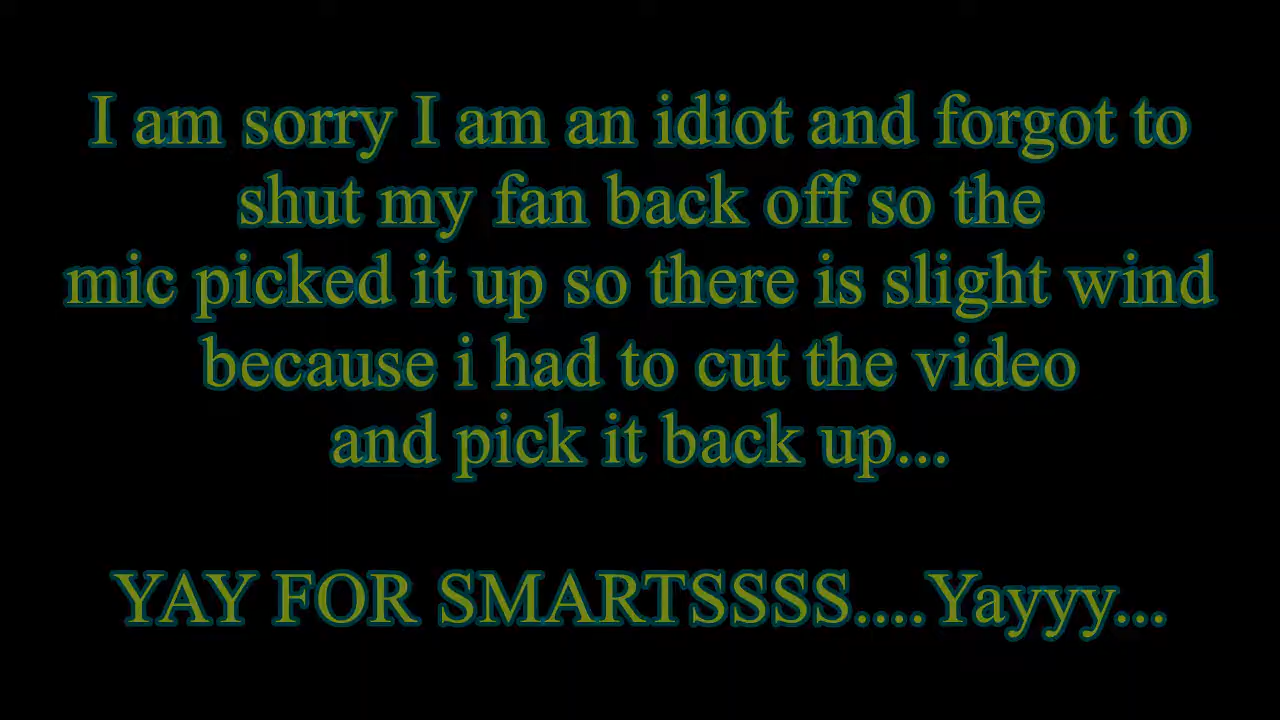 I am sorry I am an idiot and forgot to
shut my fan back off so the
mic picked it up so there is slight wind
because i had to cut the video
and pick it back up...
YAY FOR SMARTSSSS....Yayyy...